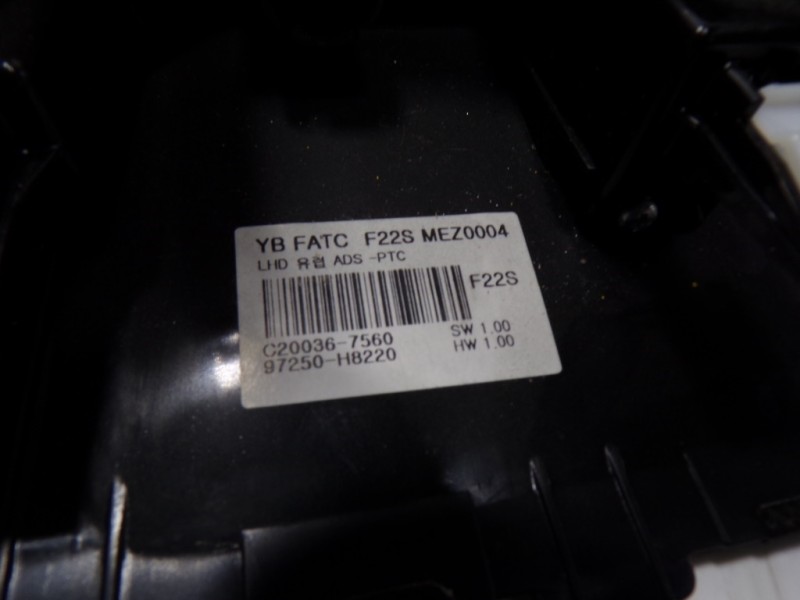 YB FATC F22S MEZ0004
LHD 유럽 ADS -PTC
F22S
C20036-7560 SW 1.00
97250-H8220 HW 1.00